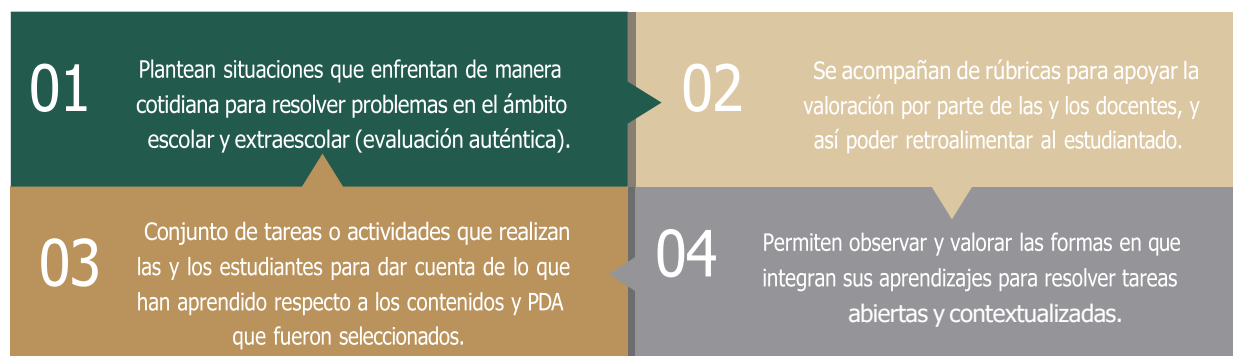 01
Plantean situaciones que enfrentan de manera
cotidiana para resolver problemas en el ámbito
escolar y extraescolar (evaluación auténtica).
02
Se acompañan de rúbricas para apoyar la
valoración por parte de las y los docentes, y
así poder retroalimentar al estudiantado.
03
Conjunto de tareas o actividades que realizan
las y los estudiantes para dar cuenta de lo que
han aprendido respecto a los contenidos y PDA
que fueron seleccionados.
04
Permiten observar y valorar las formas en que
integran sus aprendizajes para resolver tareas
abiertas y contextualizadas.